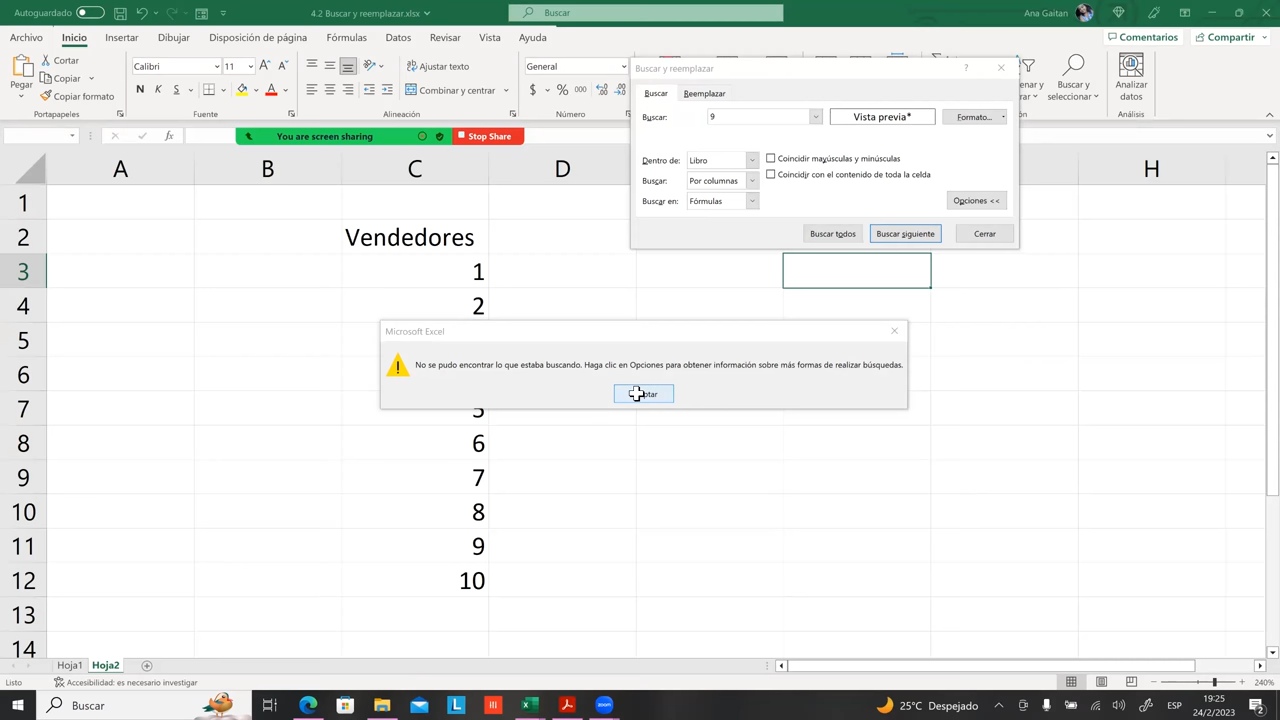 Autoguardado
4.2 Buscar y reemplazar.xlsx
Buscar
Ana Gaitan
Archivo Inicio Insertar Dibujar Disposición de página Fórmulas Datos Revisar Vista Ayuda
Comentarios Compartir
Pegar
Cortar
Copiar
Copiar formato
Portapapeles
Calibri 11
N K S
Fuente
Ajustar texto
Combinar y centrar
Alineación
General
$ % 000
Número
Buscar y
seleccionar
Analizar
datos
Análisis
You are screen sharing
Stop Share
Buscar y reemplazar
Buscar Reemplazar
Buscar: 9 Vista previa* Formato...
Dentro de: Libro
Coincidir mayúsculas y minúsculas
Buscar: Por columnas
Coincidir con el contenido de toda la celda
Buscar en: Fórmulas
Opciones <<
Buscar todos Buscar siguiente Cerrar
A B C D H
1
2 Vendedores
3 1
4 2
5
6
7 5
8 6
9 7
10 8
11 9
12 10
13
14
Microsoft Excel
No se pudo encontrar lo que estaba buscando. Haga clic en Opciones para obtener información sobre más formas de realizar búsquedas.
Hoja1 Hoja2
Listo
Accesibilidad: es necesario investigar
240%
Buscar
25°C Despejado
ESP
19:25
24/2/2023